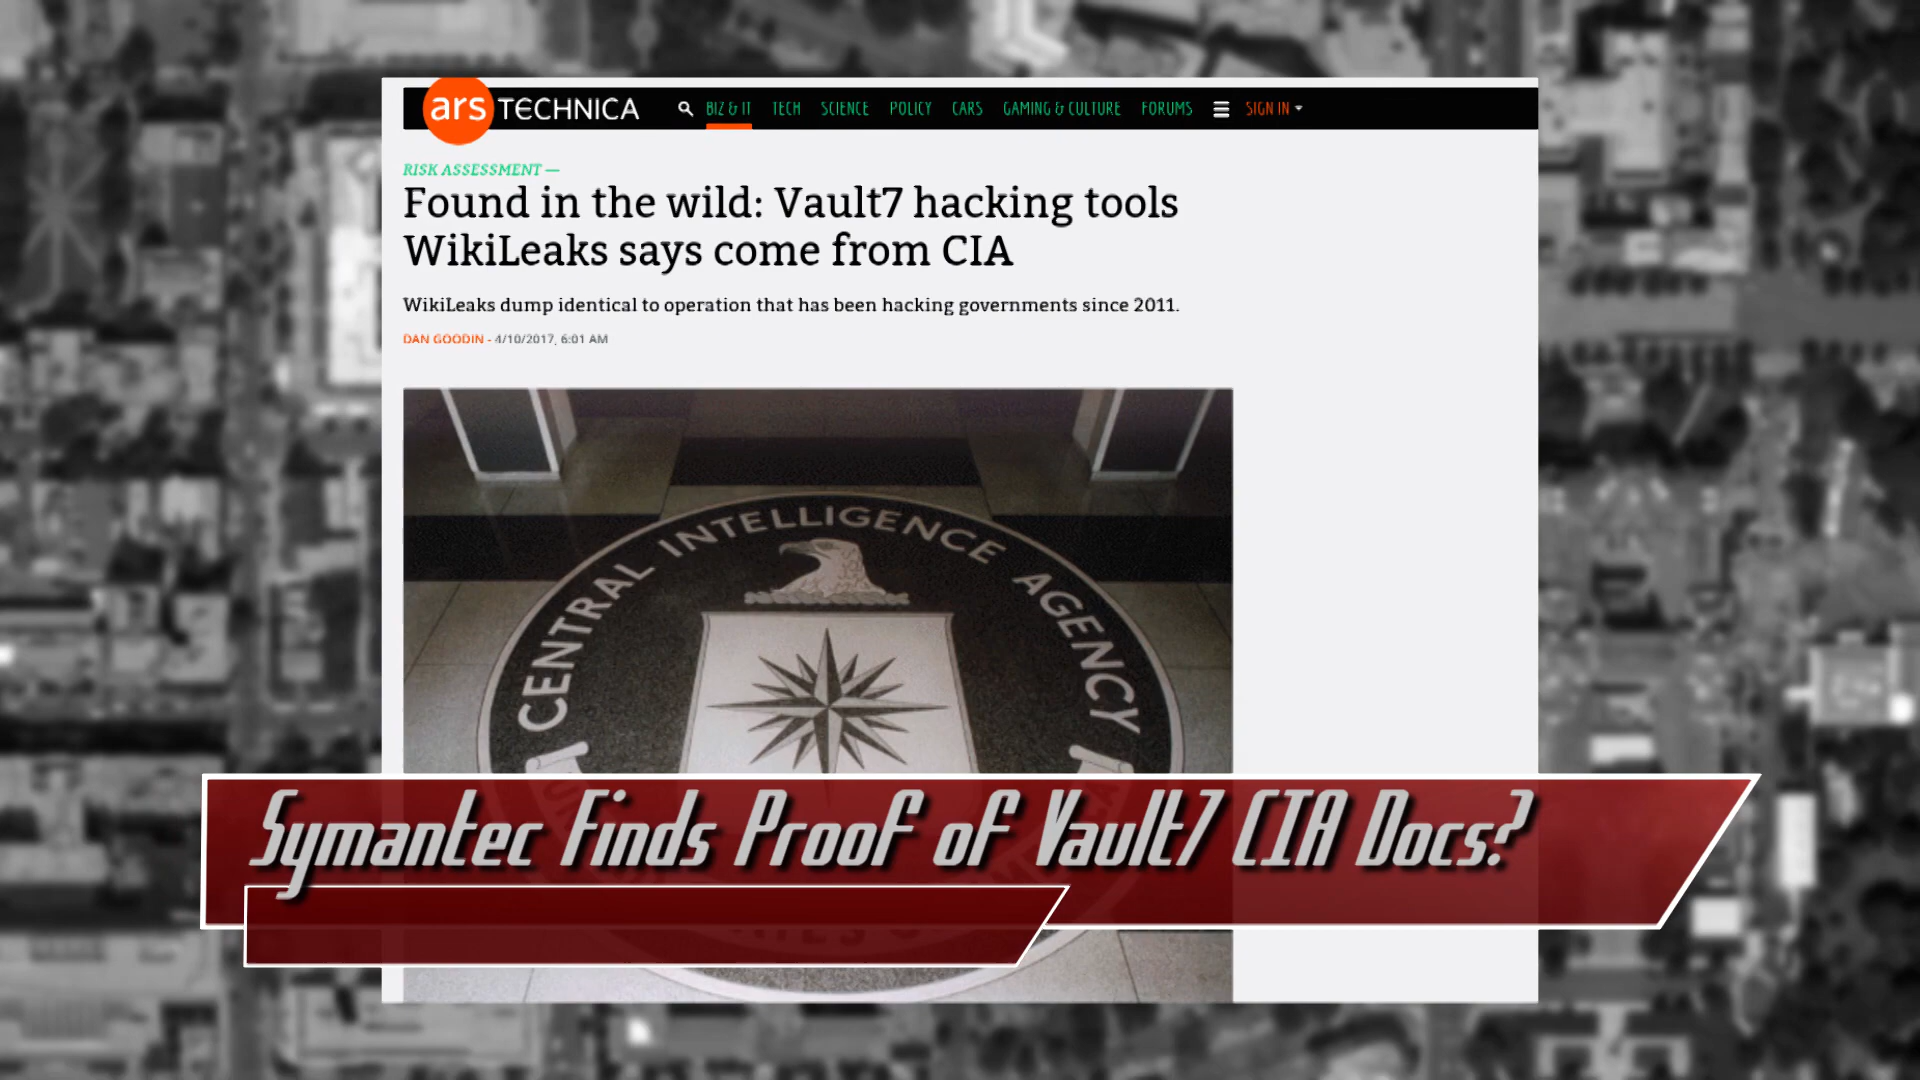 ars TECHNICA BIZ & IT TECH SCIENCE POLICY CARS GAMING & CULTURE FORUMS SIGN IN
RISK ASSESSMENT —
Found in the wild: Vault7 hacking tools
WikiLeaks says come from CIA
WikiLeaks dump identical to operation that has been hacking governments since 2011.
DAN GOODIN - 4/10/2017, 6:01 AM
CENTRAL INTELLIGENCE AGENCY
Symantec Finds Proof of Vault7 CIA Docs?